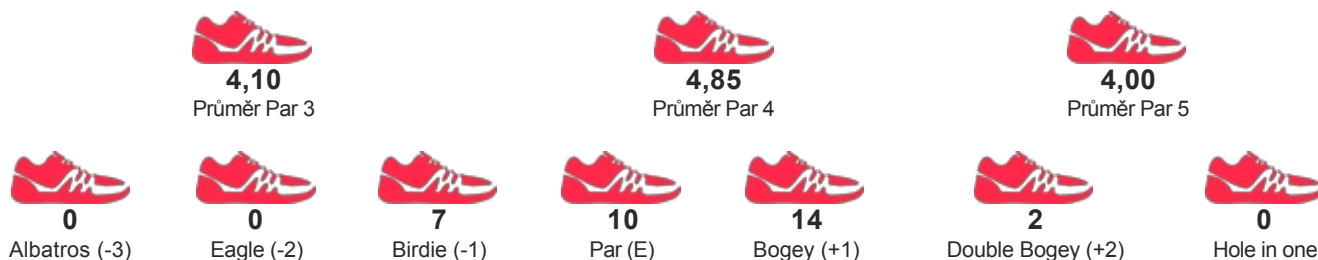 4,10 4,85 4,00
Průměr Par 3 Průměr Par 4 Průměr Par 5
0 0 7 10 14 2 0
Albatros (-3) Eagle (-2) Birdie (-1) Par (E) Bogey (+1) Double Bogey (+2) Hole in one